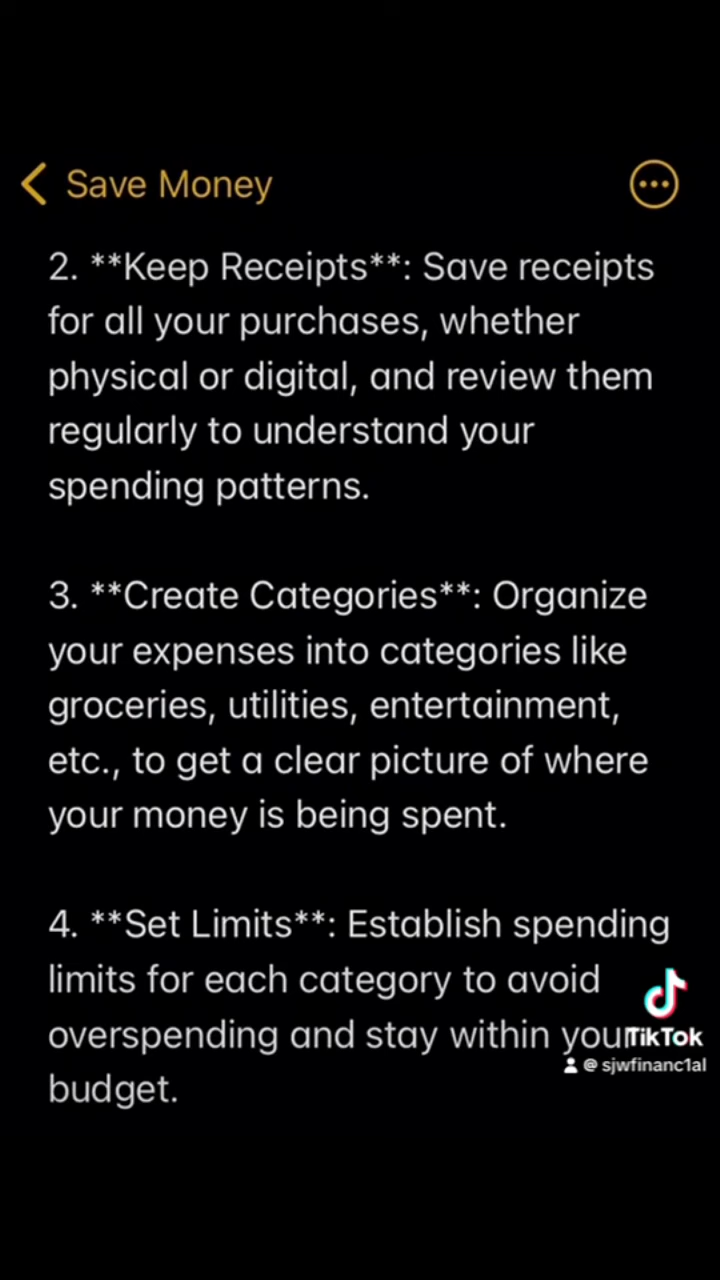 Save Money
2. **Keep Receipts**: Save receipts
for all your purchases, whether
physical or digital, and review them
regularly to understand your
spending patterns.
3. **Create Categories**: Organize
your expenses into categories like
groceries, utilities, entertainment,
etc., to get a clear picture of where
your money is being spent.
4. **Set Limits**: Establish spending
limits for each category to avoid
overspending and stay within your
budget.
TikTok
@ sjwfinanc1al